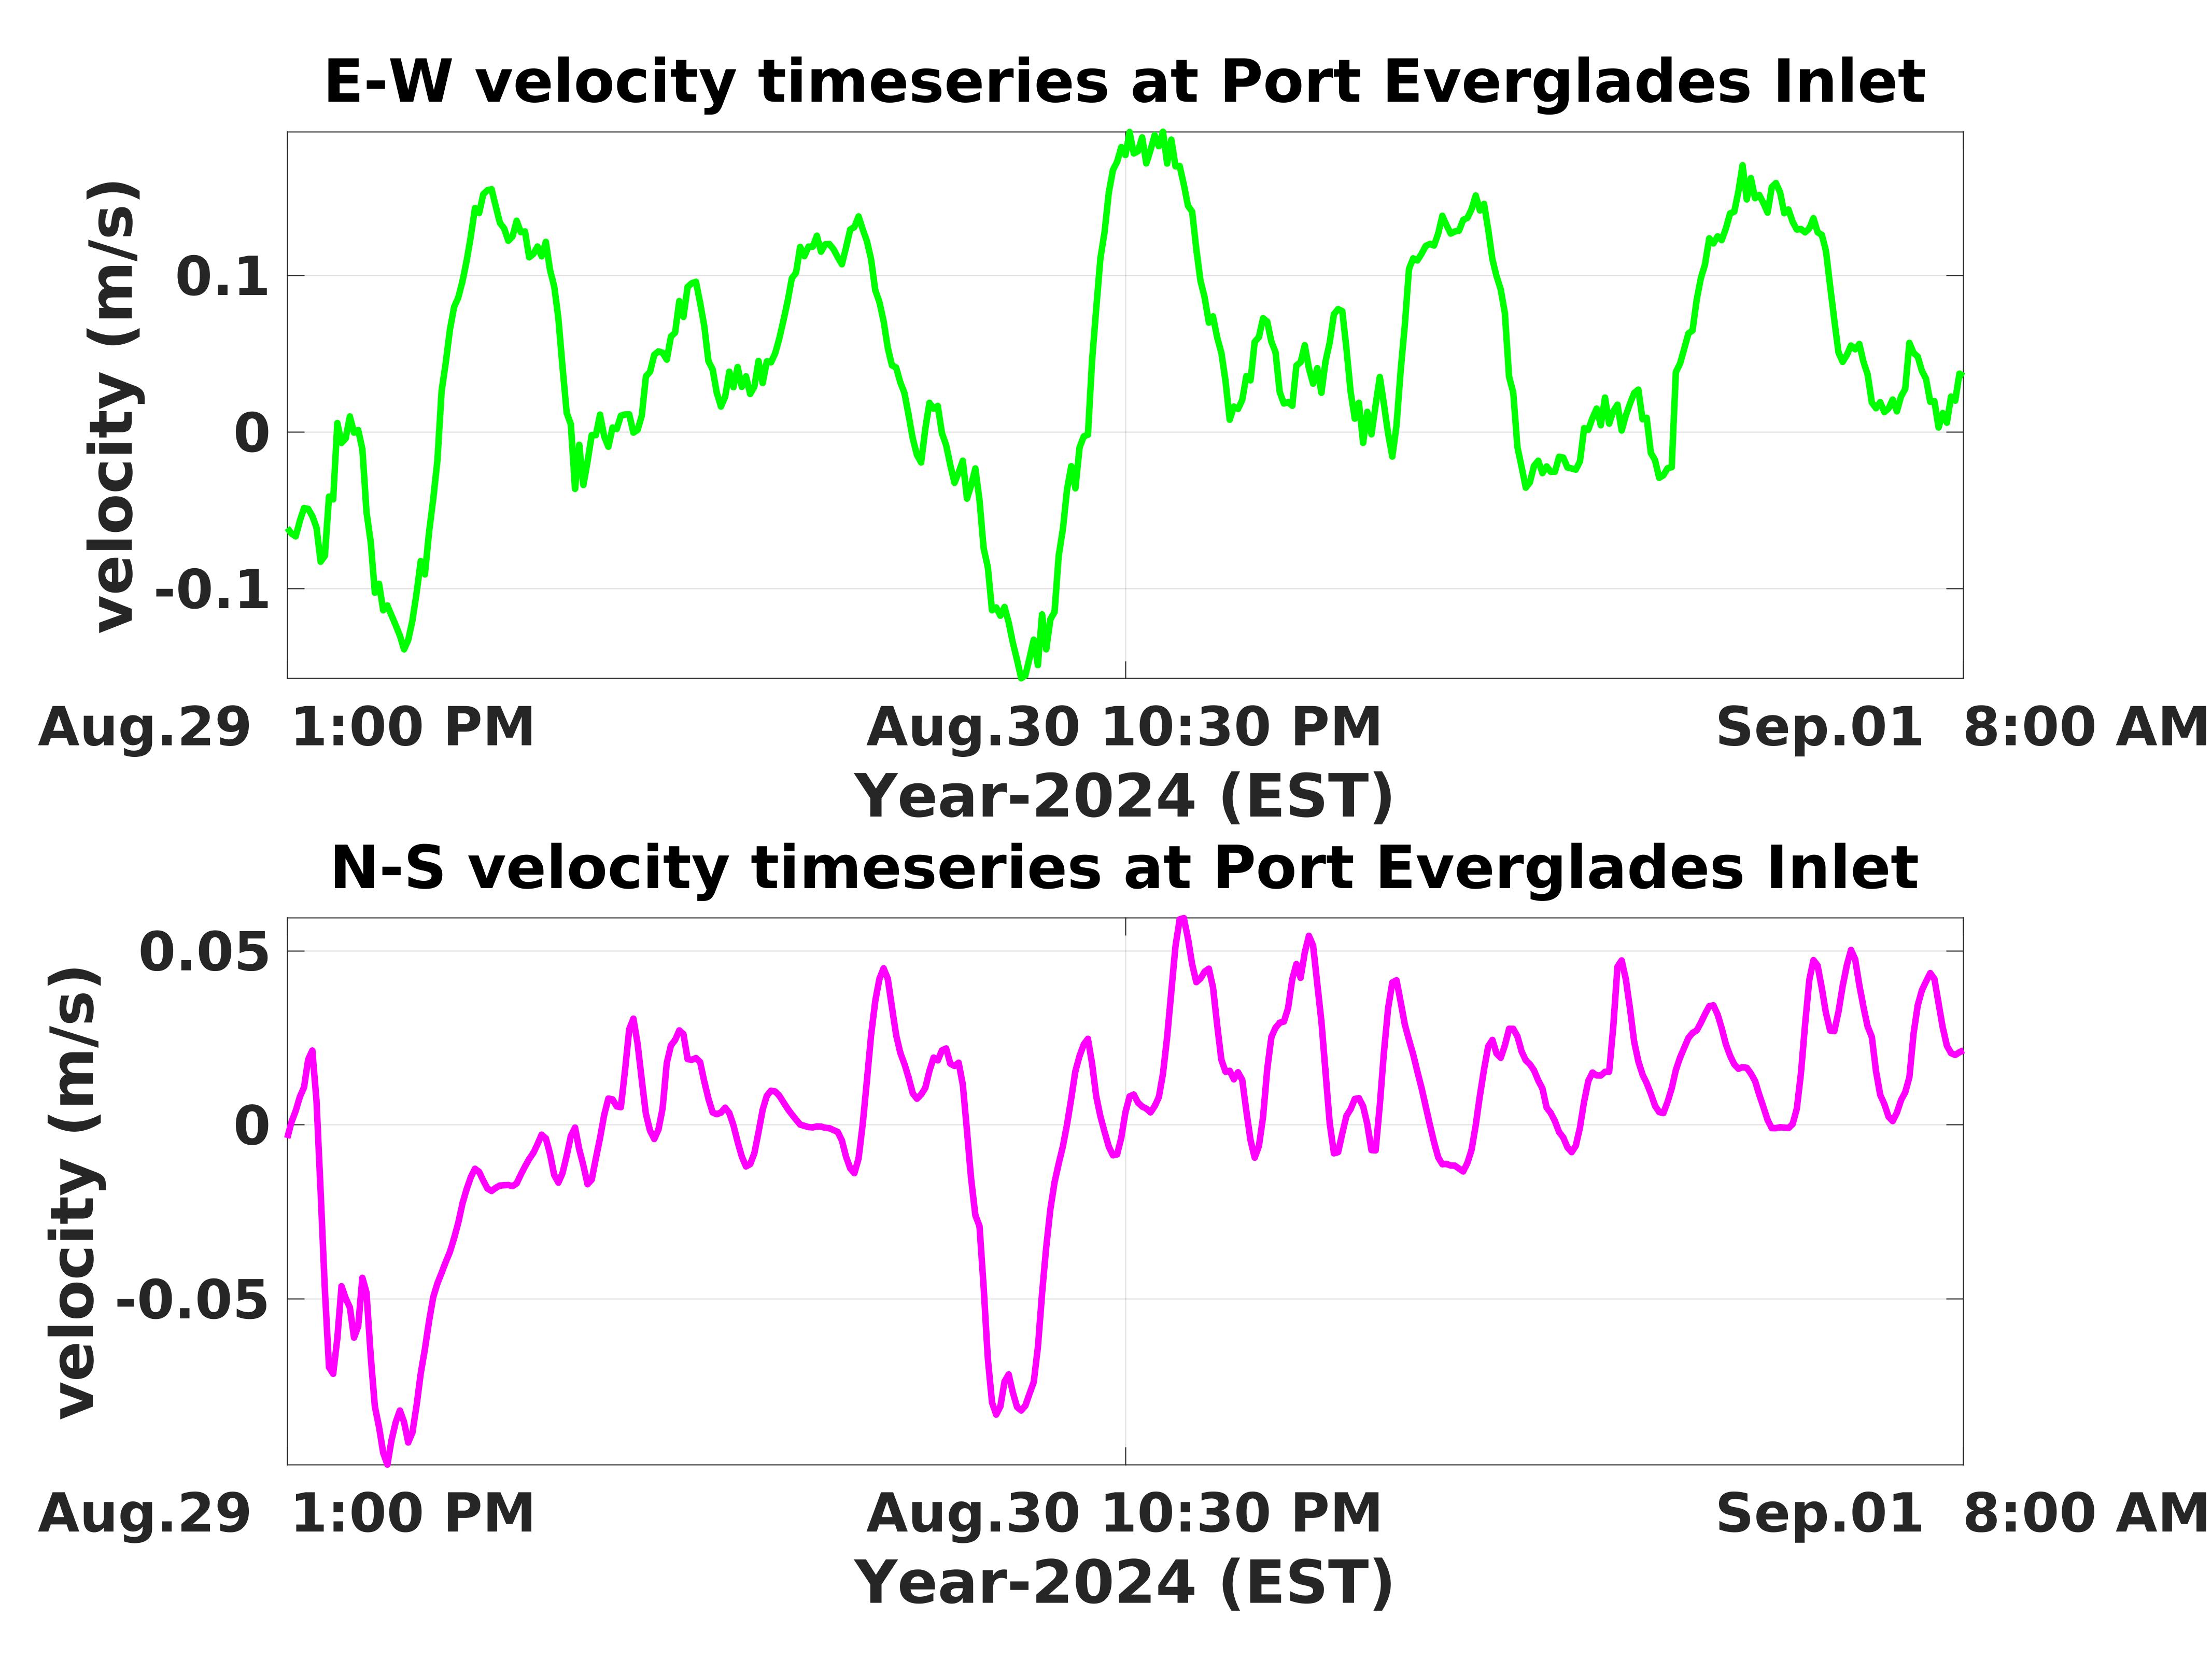 E-W velocity timeseries at Port Everglades Inlet
velocity (m/s)
0.1
0
-0.1
Aug.29  1:00 PM
Aug.30 10:30 PM
Sep.01  8:00 AM
Year-2024 (EST)
N-S velocity timeseries at Port Everglades Inlet
velocity (m/s)
0.05
0
-0.05
Aug.29  1:00 PM
Aug.30 10:30 PM
Sep.01  8:00 AM
Year-2024 (EST)